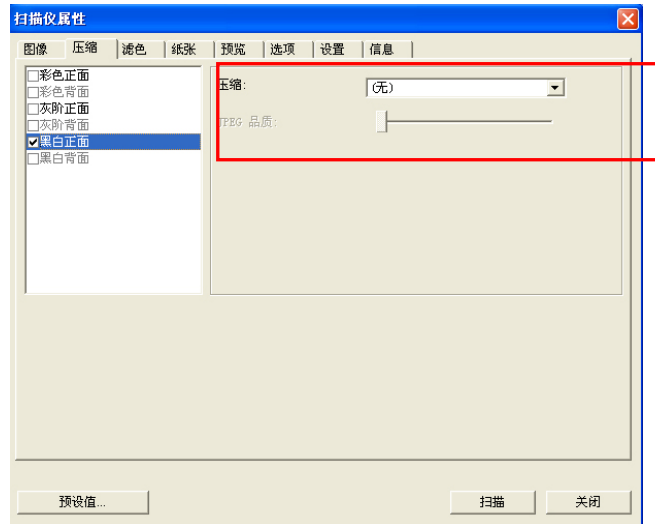 扫描仪属性
图像 压缩 滤色 纸张 预览 选项 设置 信息
彩色正面
彩色背面
灰阶正面
灰阶背面
黑白正面
黑白背面
压缩: (无)
JPEG 品质:
预设值... 扫描 关闭